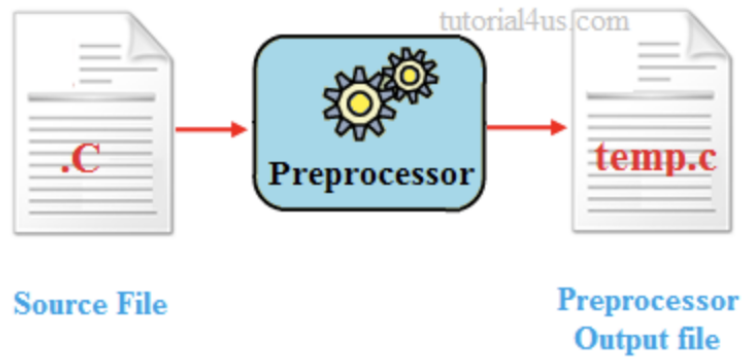 tutorial4us.com
.C
Preprocessor
temp.c
Source File
Preprocessor
Output file